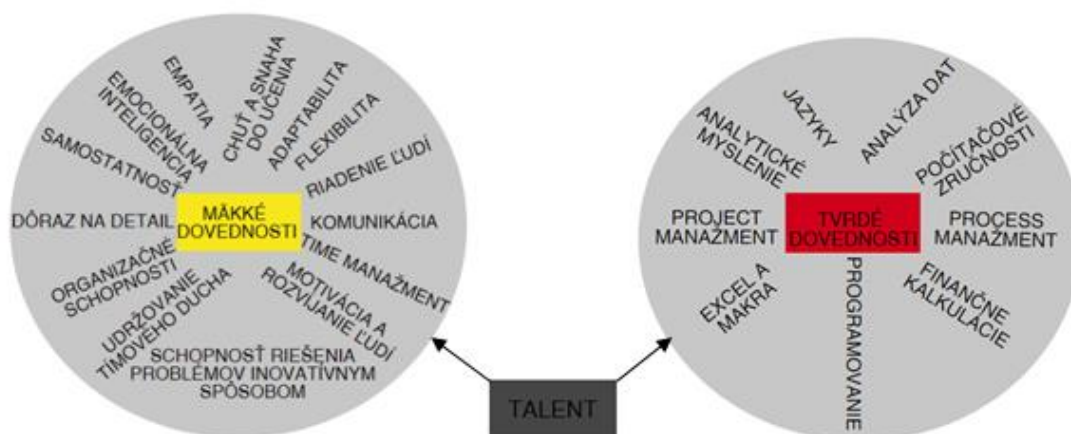 EMPATIA
EMOCIONÁLNA
INTELIGENCIA
SAMOSTATNOSŤ
DÔRAZ NA DETAIL
ORGANIZAČNÉ
SCHOPNOSTI
UDRŽOVANIE
TÍMOVÉHO DUCHA
SCHOPNOSŤ RIEŠENIA
PROBLÉMOV INOVATÍVNYM
SPÔSOBOM
MOTIVÁCIA A
ROZVÍJANIE ĽUDÍ
TIME MANAŽMENT
KOMUNIKÁCIA
RIADENIE ĽUDÍ
FLEXIBILITA
ADAPTABILITA
CHUŤ A SNAHA
DO UČENIA
MÄKKÉ
DOVEDNOSTI
TALENT
JAZYKY
ANALÝZA DAT
POČÍTAČOVÉ
ZRUČNOSTI
PROCESS
MANAŽMENT
FINANČNE
KALKULÁCIE
PROGRAMOVANIE
EXCEL A
MAKRA
PROJECT
MANAŽMENT
ANALYTICKÉ
MYSLENIE
TVRDÉ
DOVEDNOSTI